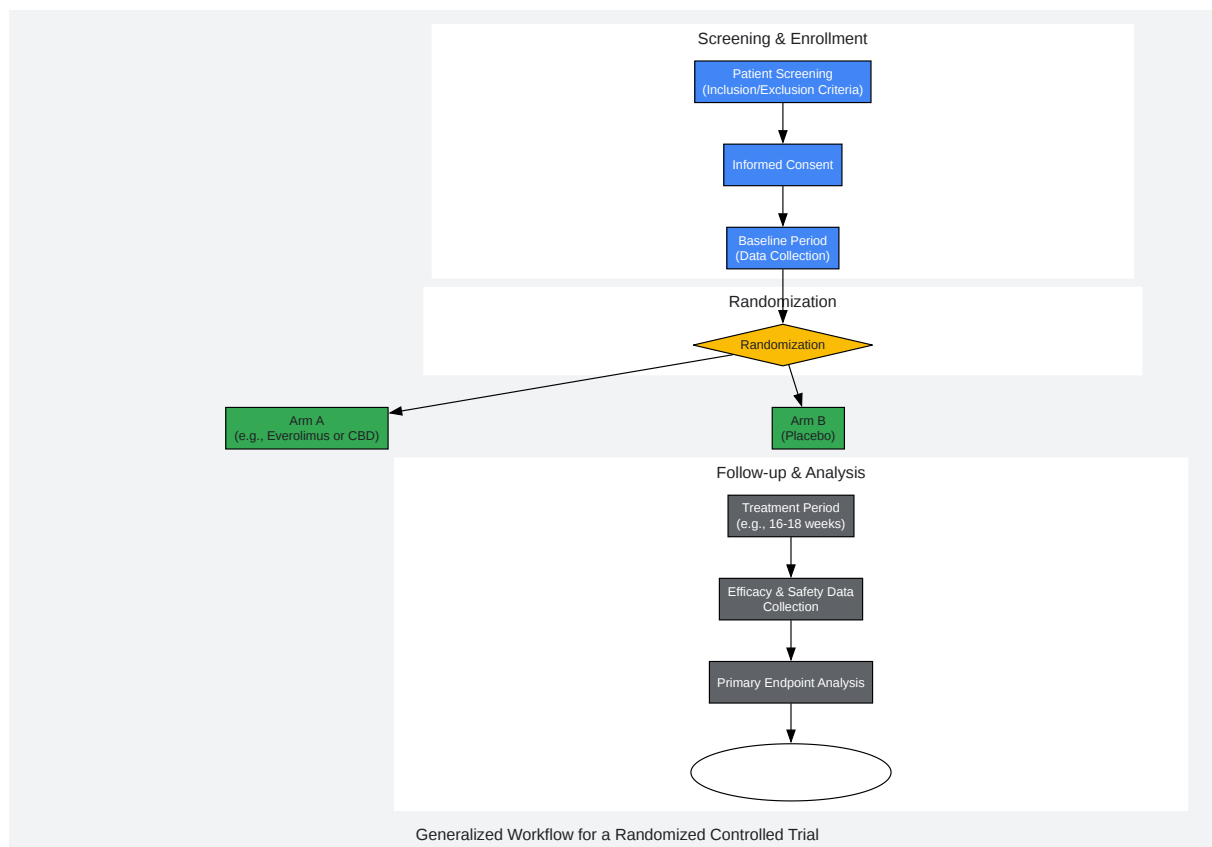 Screening & Enrollment
Patient Screening
(Inclusion/Exclusion Criteria)
Informed Consent
Baseline Period
(Data Collection)
Randomization
Randomization
Arm A
(e.g., Everolimus or CBD)
Arm B
(Placebo)
Follow-up & Analysis
Treatment Period
(e.g., 16-18 weeks)
Efficacy & Safety Data
Collection
Primary Endpoint Analysis
Generalized Workflow for a Randomized Controlled Trial